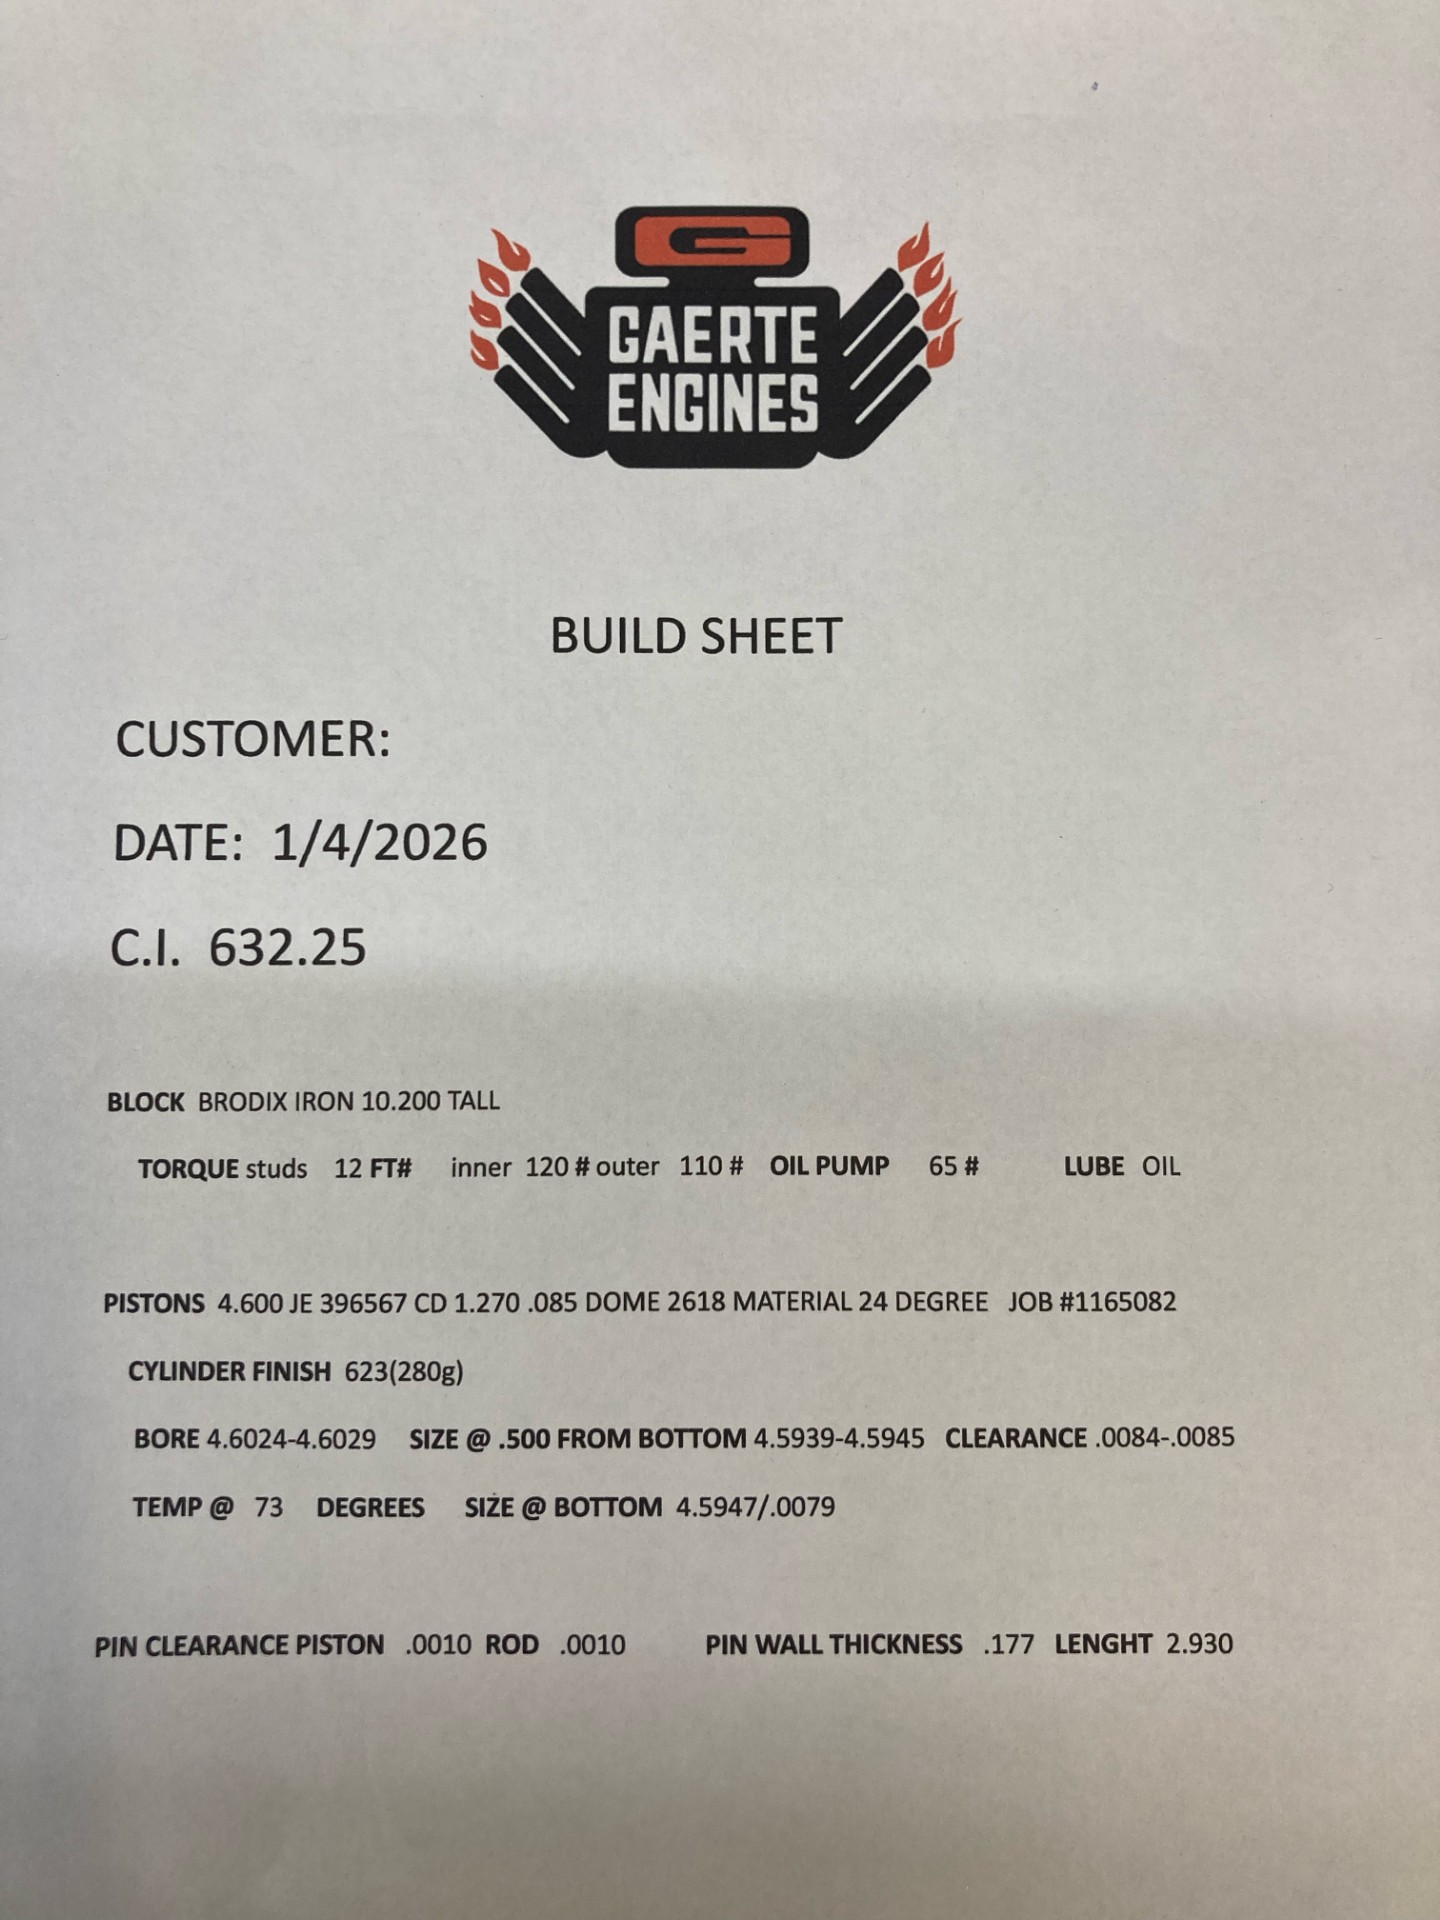 G
GAERTE
ENGINES
BUILD SHEET
CUSTOMER:
DATE: 1/4/2026
C.I. 632.25
BLOCK BRODIX IRON 10.200 TALL
TORQUE studs 12 FT# inner 120 # outer 110 # OIL PUMP 65 # LUBE OIL
PISTONS 4.600 JE 396567 CD 1.270 .085 DOME 2618 MATERIAL 24 DEGREE JOB #1165082
CYLINDER FINISH 623(280g)
BORE 4.6024-4.6029 SIZE @ .500 FROM BOTTOM 4.5939-4.5945 CLEARANCE .0084-.0085
TEMP @ 73 DEGREES SIZE @ BOTTOM 4.5947/.0079
PIN CLEARANCE PISTON .0010 ROD .0010 PIN WALL THICKNESS .177 LENGHT 2.930